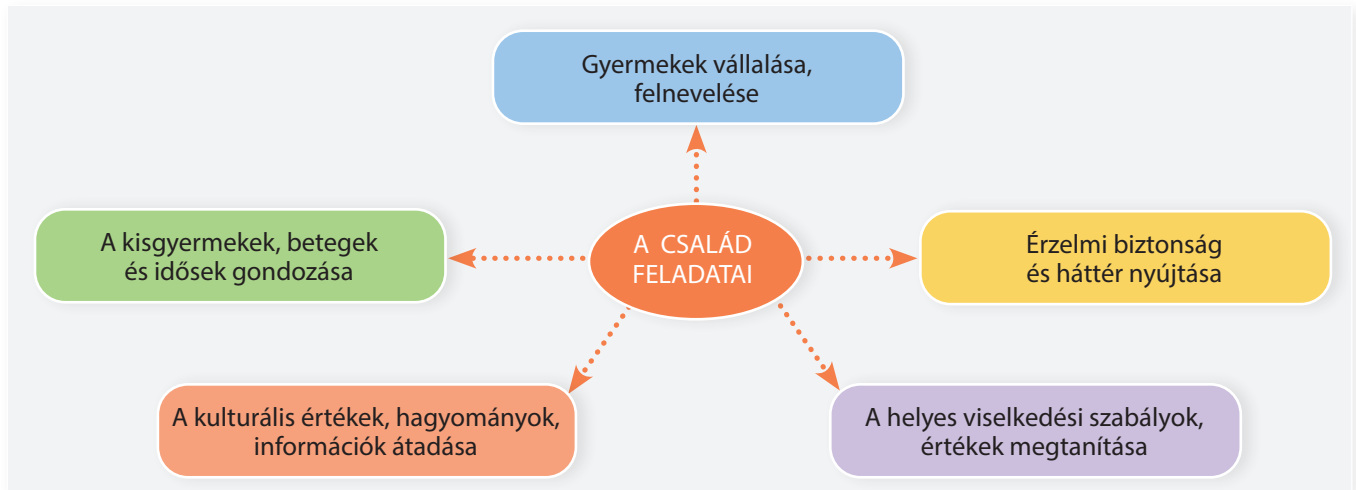 Gyermekek vállalása,
felnevelése
A kisgyermekek, betegek
és idősek gondozása
A CSALÁD
FELADATAI
Érzelmi biztonság
és háttér nyújtása
A kulturális értékek, hagyományok,
információk átadása
A helyes viselkedési szabályok,
értékek megtanítása